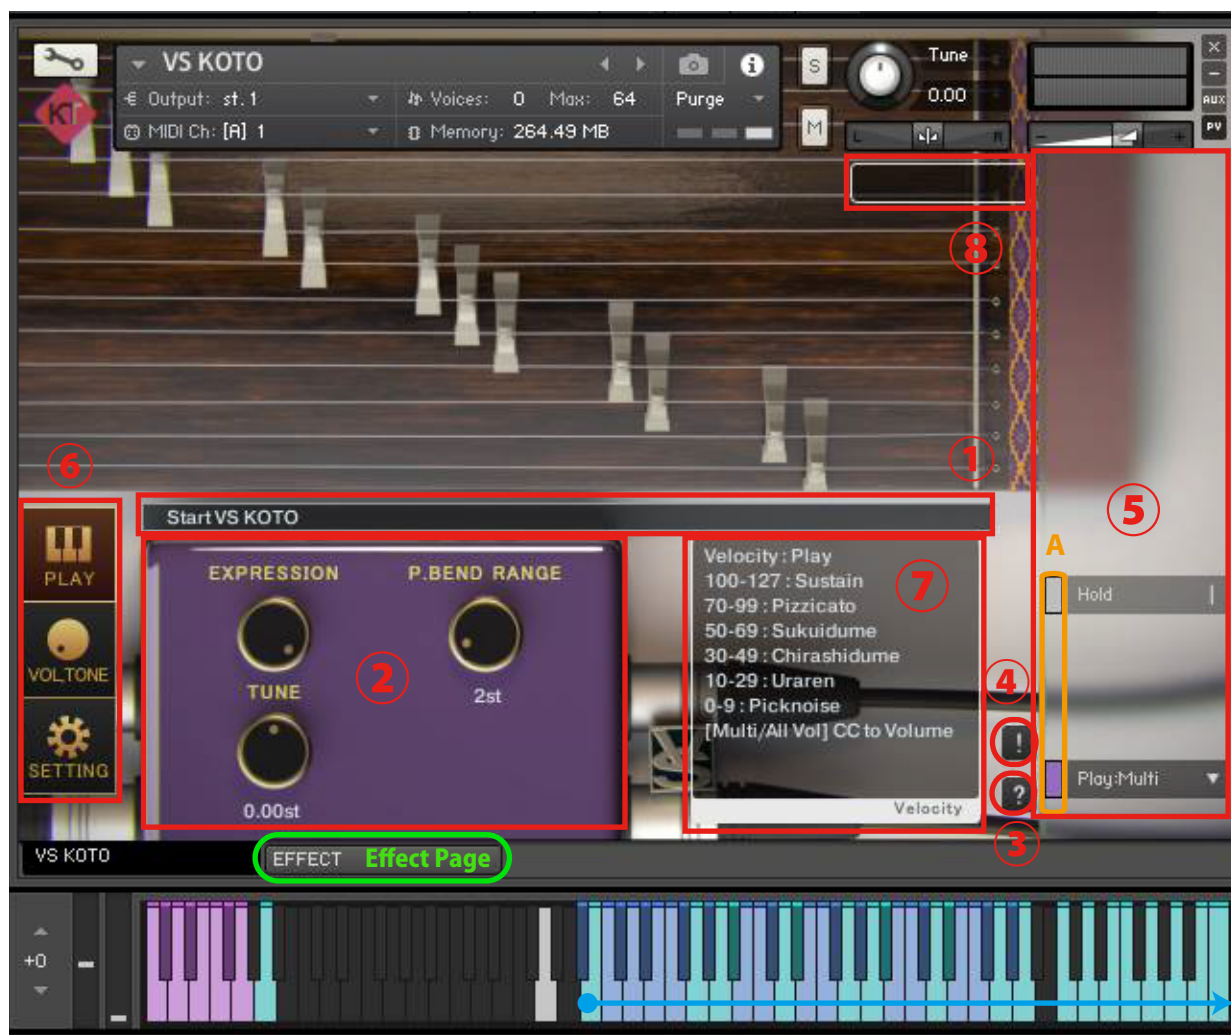 VS KOTO
Output: st.1
Voices: 0 Max: 64
Purge
MIDI Ch: [A] 1
Memory: 264.49 MB
S
M
Tune
0.00
L R
- +
×
-
AUX
PV
KT
⑧
①
⑥
⑤
Start VS KOTO
PLAY
VOL,TONE
SETTING
EXPRESSION
P.BEND RANGE
②
TUNE
2st
0.00st
Velocity : Play
100-127 : Sustain
70-99 : Pizzicato
50-69 : Sukuidume
30-49 : Chirashidume
10-29 : Uraren
0-9 : Picknoise
[Multi/All Vol] CC to Volume
Velocity
⑦
④
!
?
③
A
Hold
Play:Multi
VS KOTO
EFFECT
Effect Page
+0